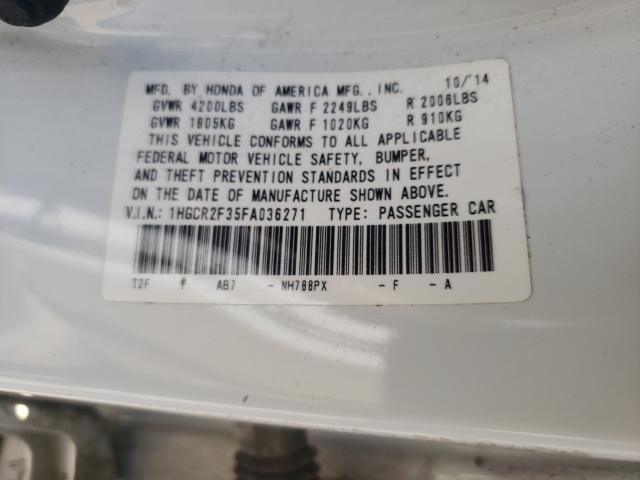 MFD. BY HONDA OF AMERICA MFG., INC. 10/'14
GVWR 4200LBS GAWR F 2249LBS R 2006LBS
GVWR 1905KG GAWR F 1020KG R 910KG
THIS VEHICLE CONFORMS TO ALL APPLICABLE
FEDERAL MOTOR VEHICLE SAFETY, BUMPER,
AND THEFT PREVENTION STANDARDS IN EFFECT
ON THE DATE OF MANUFACTURE SHOWN ABOVE.
V.I.N.: 1HGCR2F35FA036271 TYPE: PASSENGER CAR
T2F F AB7 - NH788PX - F - A